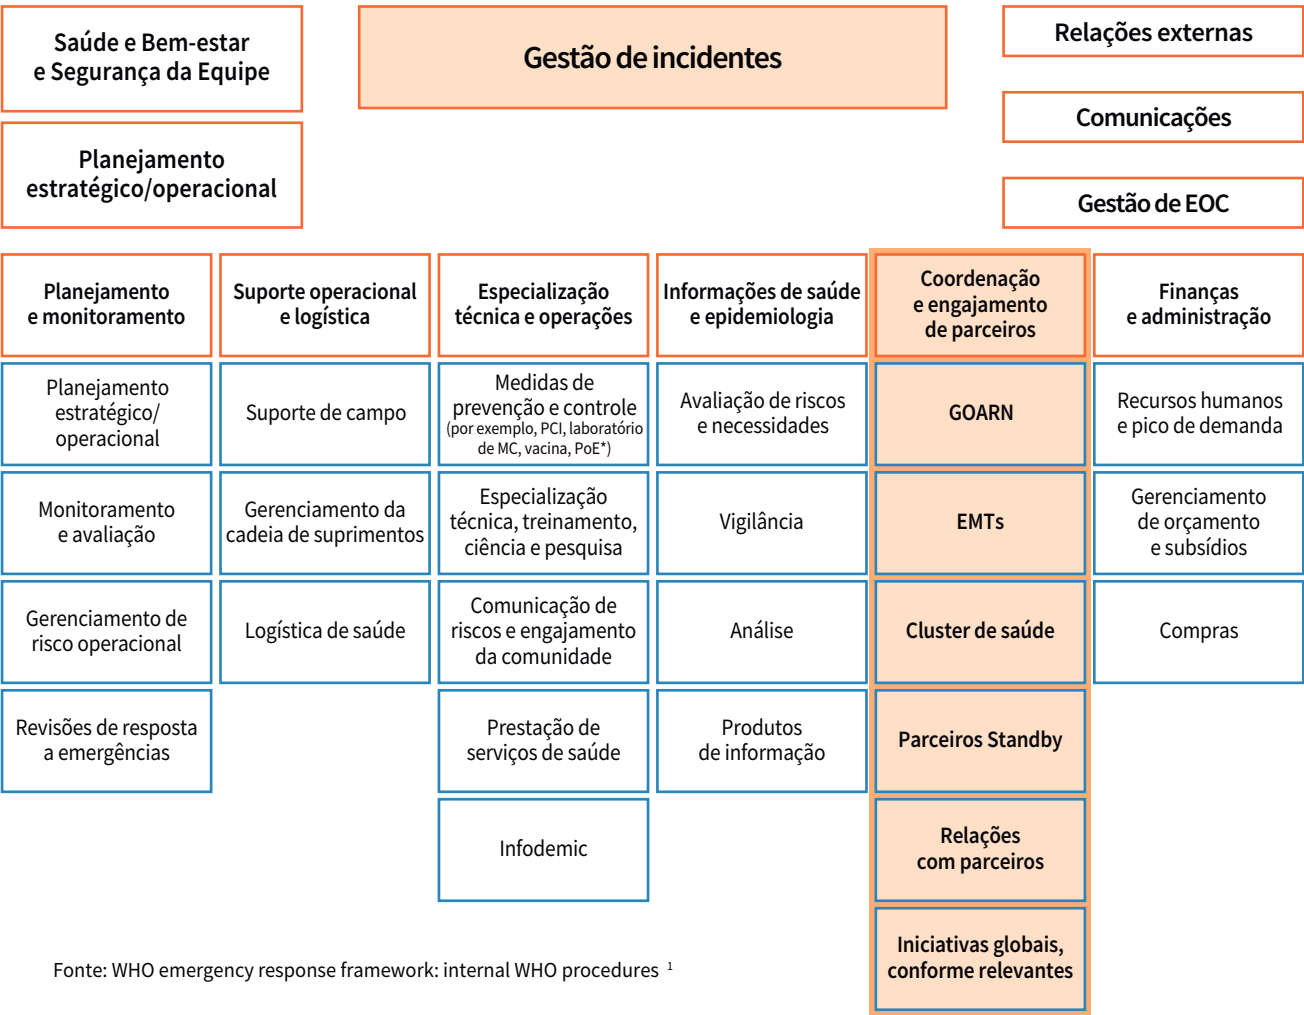 Saúde e Bem-estar
e Segurança da Equipe
Planejamento
estratégico/operacional
Gestão de incidentes
Relações externas
Comunicações
Gestão de EOC
Planejamento
e monitoramento
Planejamento
estratégico/
operacional
Monitoramento
e avaliação
Gerenciamento de
risco operacional
Revisões de resposta
a emergências
Suporte operacional
e logística
Suporte de campo
Gerenciamento da
cadeia de suprimentos
Logística de saúde
Especialização
técnica e operações
Medidas de
prevenção e controle
(por exemplo, PCI, laboratório
de MC, vacina, PoE*)
Especialização
técnica, treinamento,
ciência e pesquisa
Comunicação de
riscos e engajamento
da comunidade
Prestação de
serviços de saúde
Infodemic
Informações de saúde
e epidemiologia
Avaliação de riscos
e necessidades
Vigilância
Análise
Produtos
de informação
Coordenação
e engajamento
de parceiros
GOARN
EMTs
Cluster de saúde
Parceiros Standby
Relações
com parceiros
Iniciativas globais,
conforme relevantes
Finanças
e administração
Recursos humanos
e pico de demanda
Gerenciamento
de orçamento
e subsídios
Compras
Fonte: WHO emergency response framework: internal WHO procedures 1